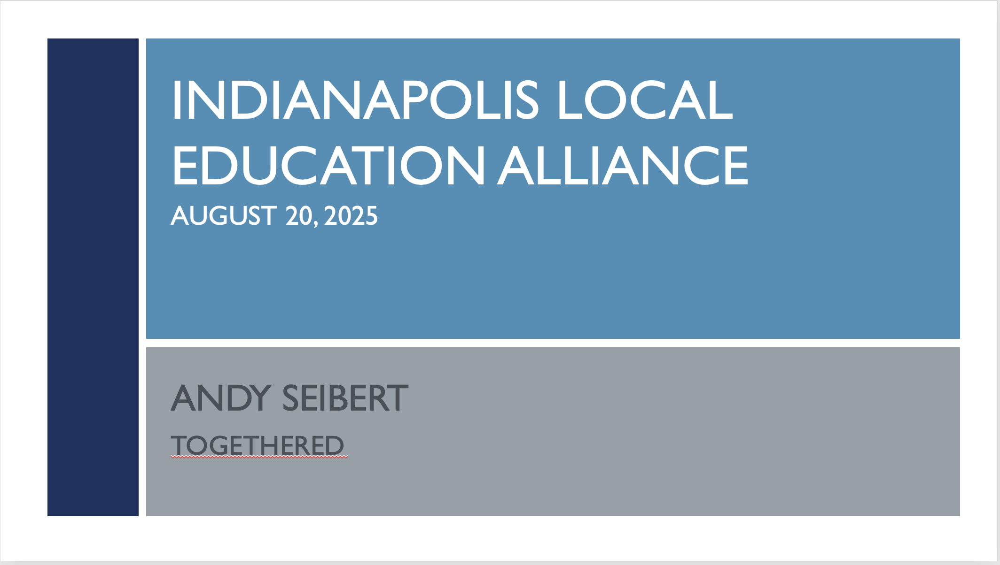 INDIANAPOLIS LOCAL
EDUCATION ALLIANCE
AUGUST 20, 2025
ANDY SEIBERT
TOGETHERED